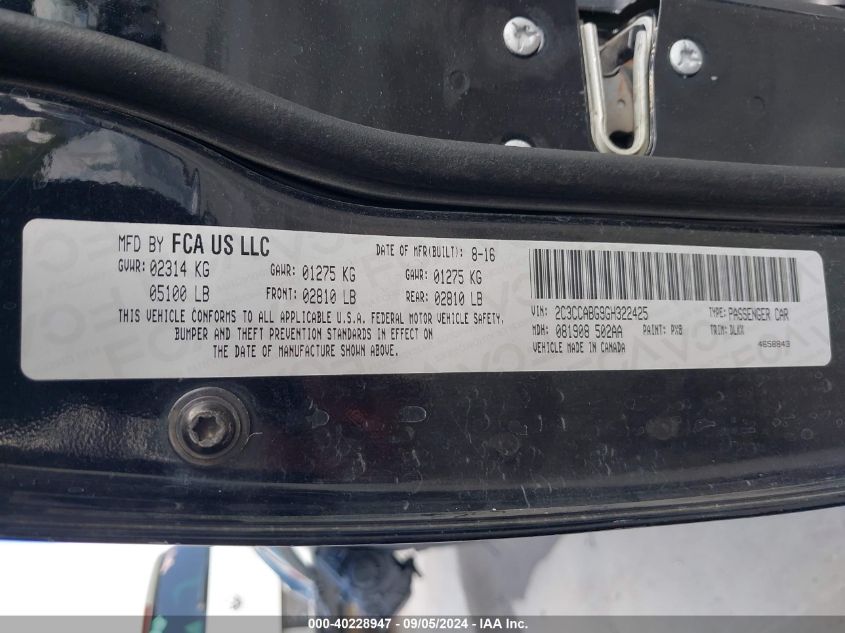 MFD BY FCA US LLC DATE OF MFR(BUILT): 8-16
GVWR: 02314 KG GAWR: 01275 KG GAWR: 01275 KG
05100 LB FRONT: 02810 LB REAR: 02810 LB
THIS VEHICLE CONFORMS TO ALL APPLICABLE U.S.A. FEDERAL MOTOR VEHICLE SAFETY,
BUMPER AND THEFT PREVENTION STANDARDS IN EFFECT ON
THE DATE OF MANUFACTURE SHOWN ABOVE.
VIN: 2C3CCABG9GH322425 TYPE: PASSENGER CAR
MDH: 081908 502AA PAINT: PX8 TRIM: DLXX
VEHICLE MADE IN CANADA 4658843
000-40228947 - 09/05/2024 - IAA Inc.